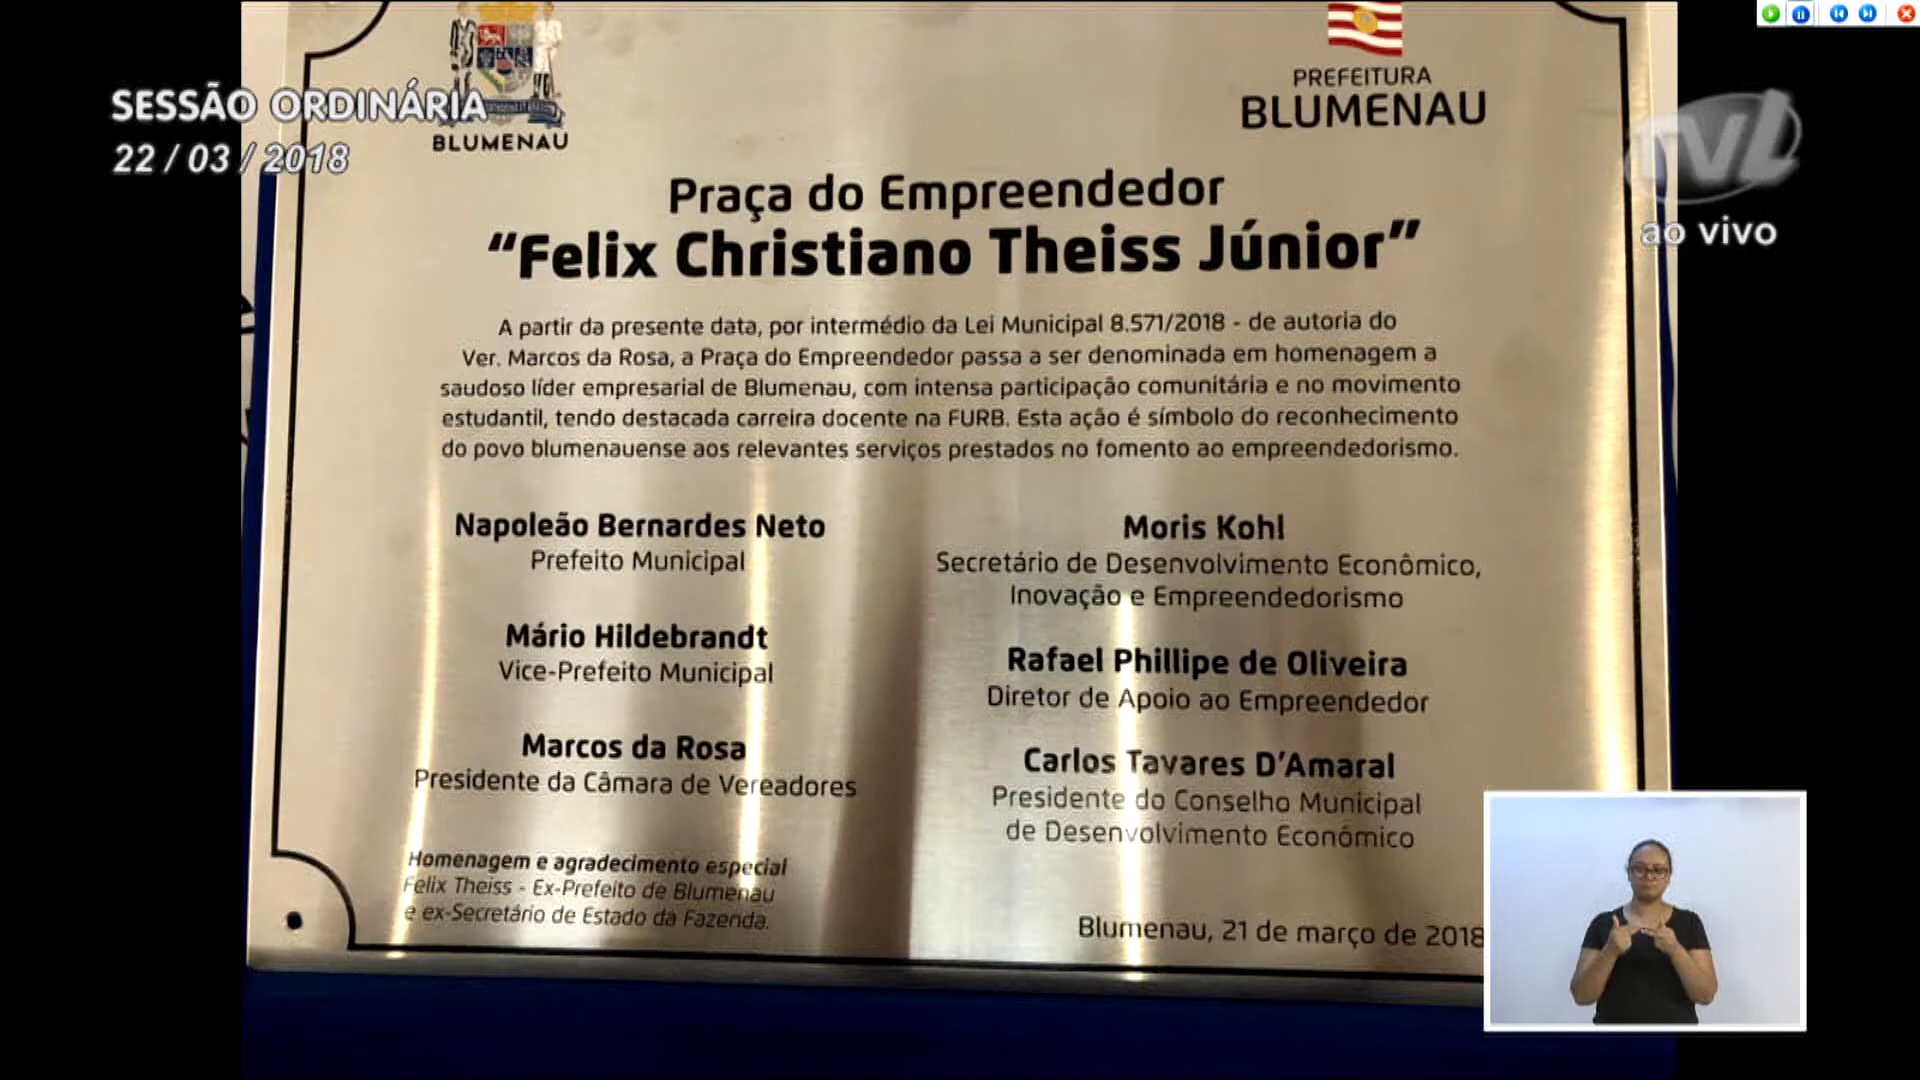 SESSÃO ORDINÁRIA
22 / 03 / 2018
BLUMENAU
PREFEITURA
BLUMENAU
TVL
ao vivo
Praça do Empreendedor
“Felix Christiano Theiss Júnior”
A partir da presente data, por intermédio da Lei Municipal 8.571/2018 - de autoria do
Ver. Marcos da Rosa, a Praça do Empreendedor passa a ser denominada em homenagem a
saudoso líder empresarial de Blumenau, com intensa participação comunitária e no movimento
estudantil, tendo destacada carreira docente na FURB. Esta ação é símbolo do reconhecimento
do povo blumenauense aos relevantes serviços prestados no fomento ao empreendedorismo.
Napoleão Bernardes Neto
Prefeito Municipal
Mário Hildebrandt
Vice-Prefeito Municipal
Marcos da Rosa
Presidente da Câmara de Vereadores
Homenagem e agradecimento especial
Felix Theiss - Ex-Prefeito de Blumenau
e ex-Secretário de Estado da Fazenda.
Moris Kohl
Secretário de Desenvolvimento Econômico,
Inovação e Empreendedorismo
Rafael Phillipe de Oliveira
Diretor de Apoio ao Empreendedor
Carlos Tavares D’Amaral
Presidente do Conselho Municipal
de Desenvolvimento Econômico
Blumenau, 21 de março de 2018